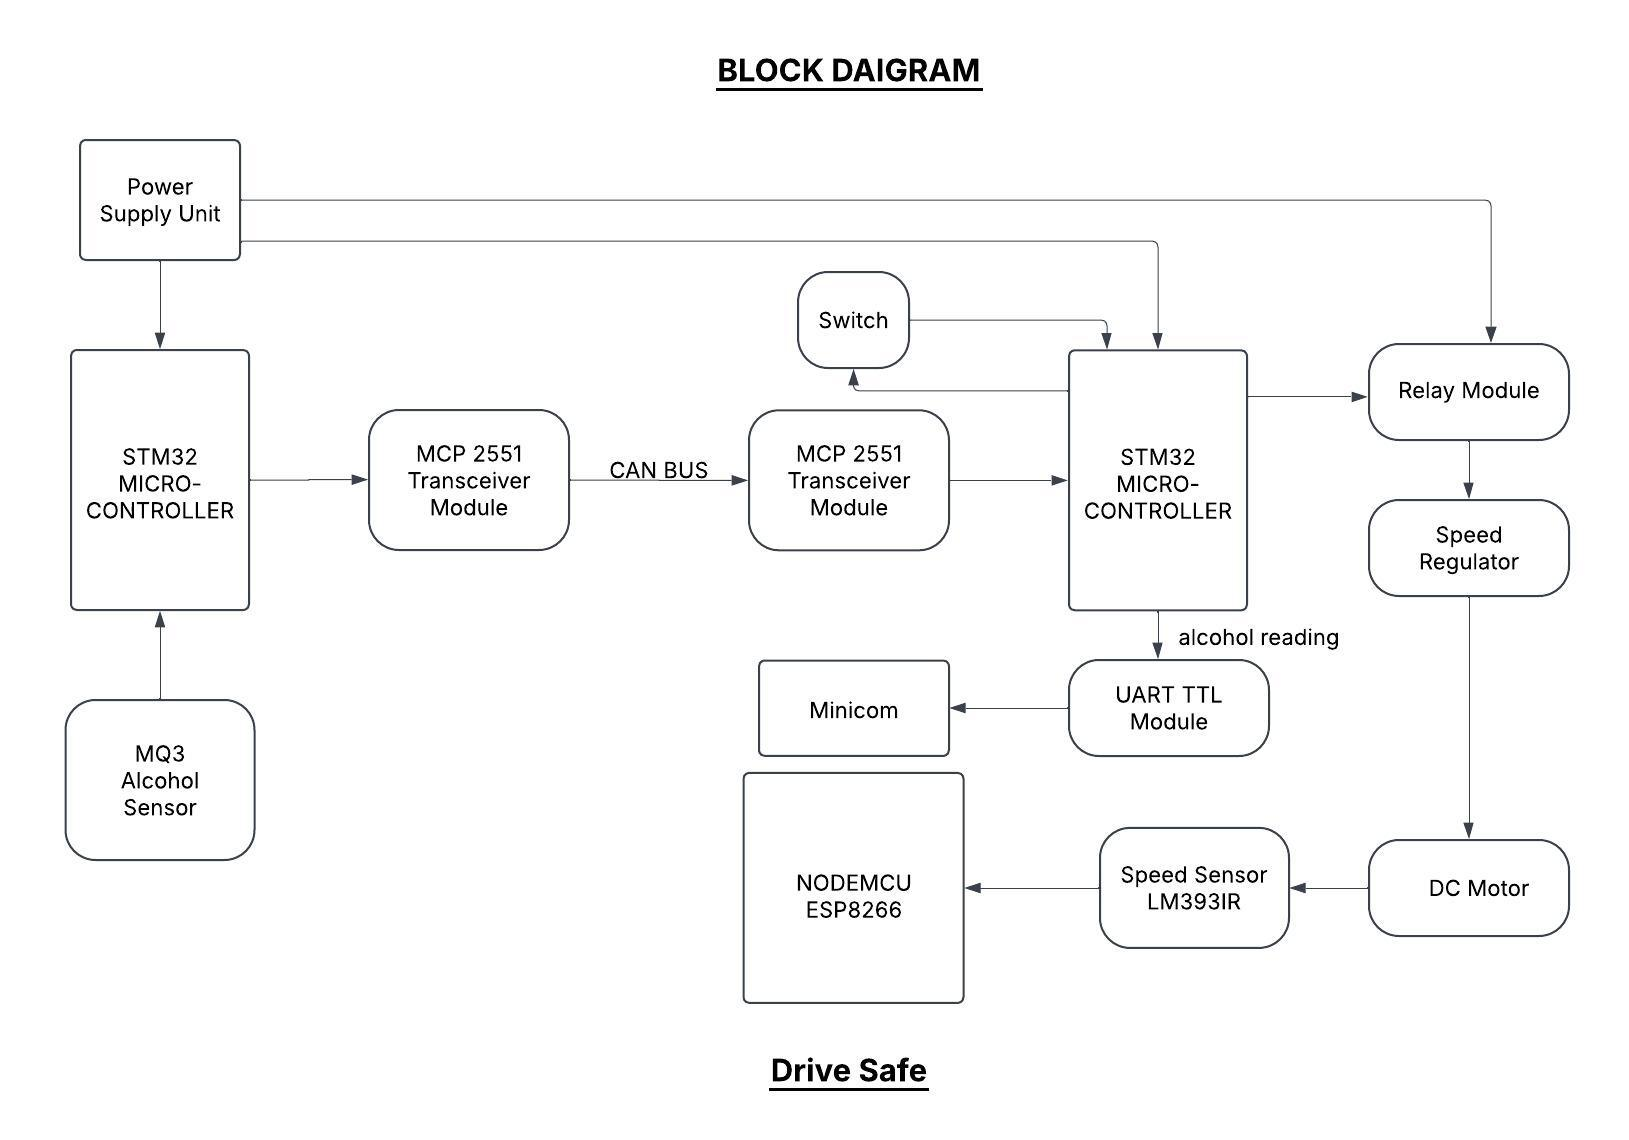 BLOCK DAIGRAM
Power
Supply Unit
Switch
Relay Module
STM32
MICRO-
CONTROLLER
MCP 2551
Transceiver
Module
CAN BUS
MCP 2551
Transceiver
Module
STM32
MICRO-
CONTROLLER
Speed
Regulator
alcohol reading
Minicom
UART TTL
Module
MQ3
Alcohol
Sensor
NODEMCU
ESP8266
Speed Sensor
LM393IR
DC Motor
Drive Safe